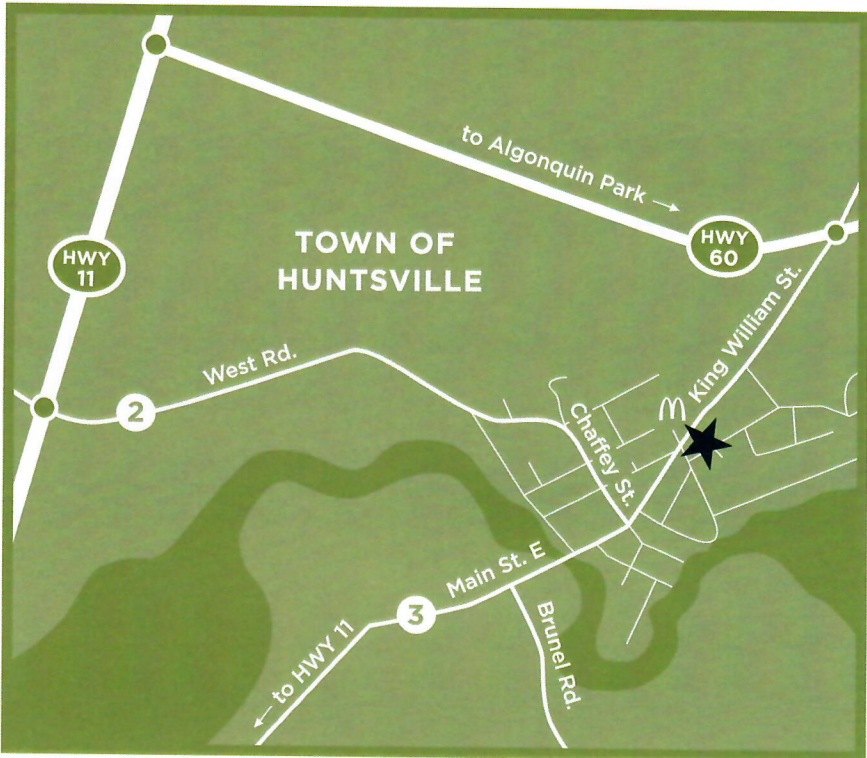 to Algonquin Park →
HWY
60
HWY
11
TOWN OF
HUNTSVILLE
King William St.
West Rd.
2
Chaffey St.
Main St. E
3
Brunel Rd.
← to HWY 11